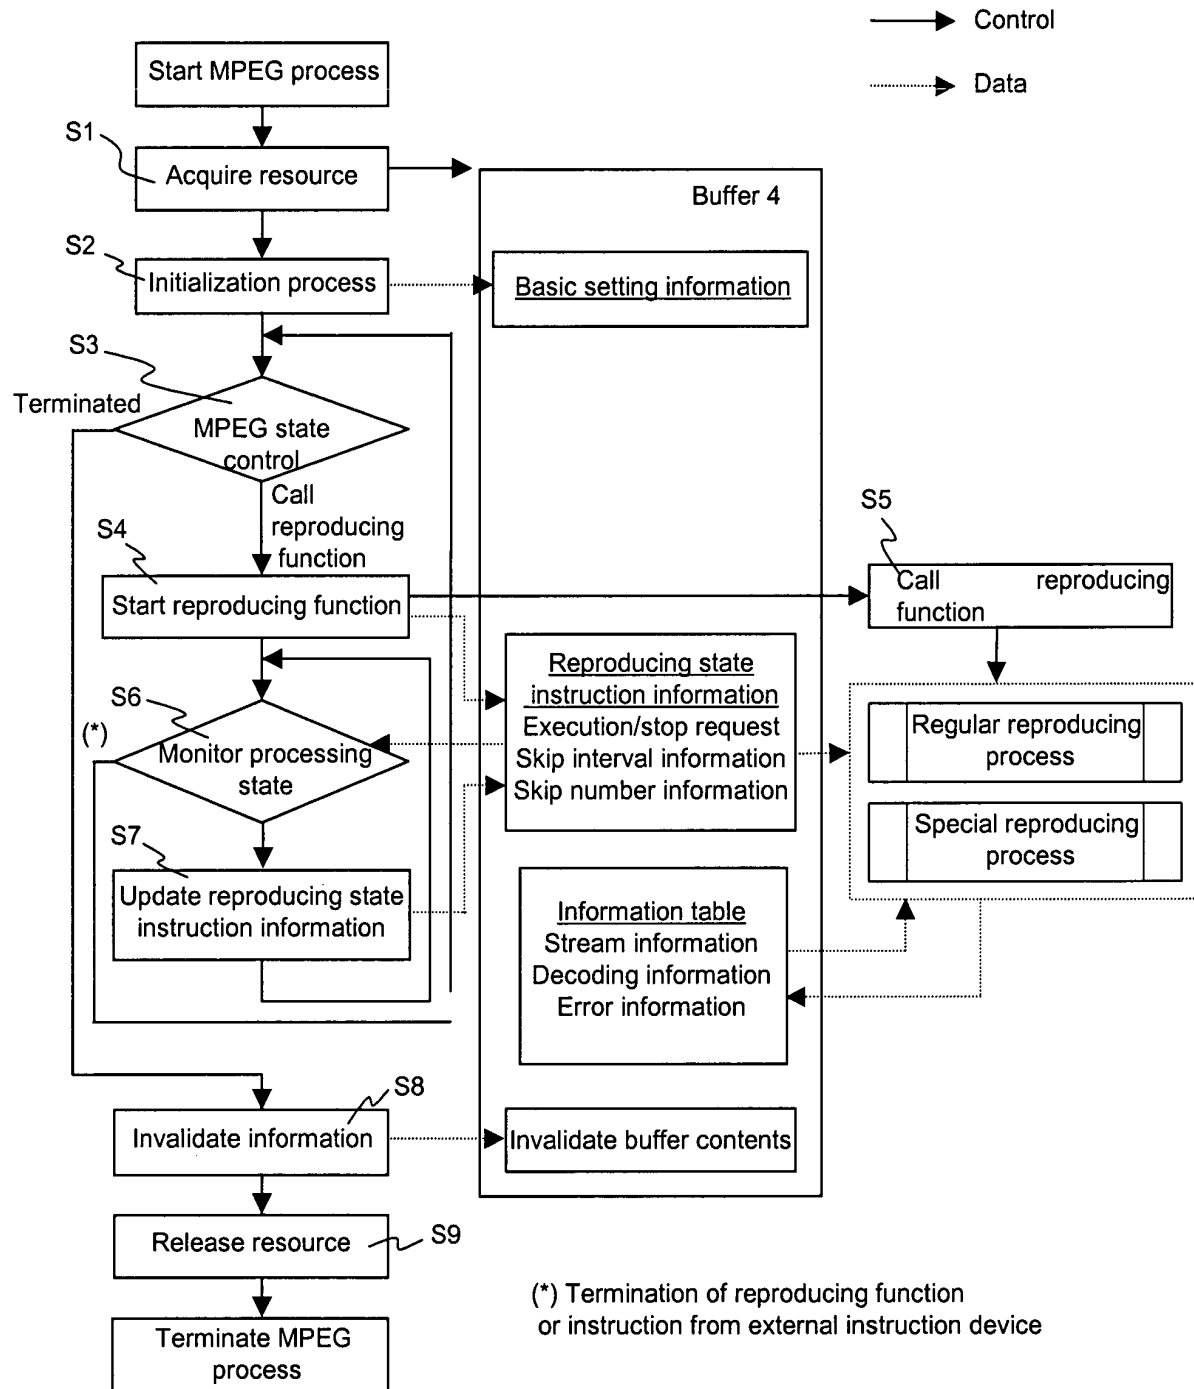 Control
Data
Start MPEG process
S1
Acquire resource
Buffer 4
S2
Initialization process
Basic setting information
S3
Terminated
MPEG state
control
Call
reproducing
function
S4
Start reproducing function
S5
Call reproducing
function
Reproducing state
instruction information
Execution/stop request
Skip interval information
Skip number information
S6
(*)
Monitor processing
state
Regular reproducing
process
Special reproducing
process
S7
Update reproducing state
instruction information
Information table
Stream information
Decoding information
Error information
S8
Invalidate information
Invalidate buffer contents
Release resource
S9
(*) Termination of reproducing function
or instruction from external instruction device
Terminate MPEG
process